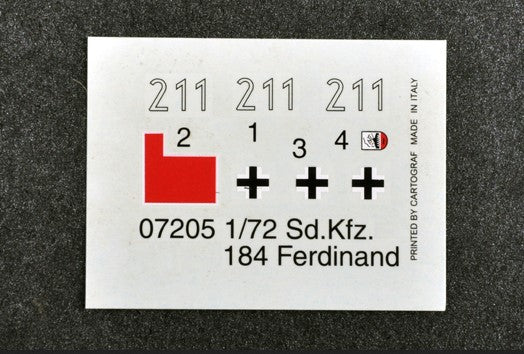 211 211 211
2 1 3 4
07205 1/72 Sd.Kfz.
184 Ferdinand
PRINTED BY CARTOGRAF MADE IN ITALY